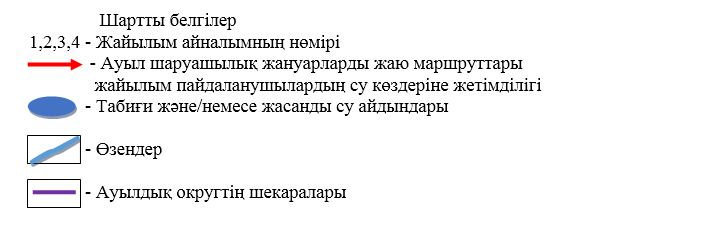 Шартты белгілер
1,2,3,4 - Жайылым айналымның нөмірі
- Ауыл шаруашылық жануарларды жаю маршруттары
жайылым пайдаланушылардың су көздеріне жетімділігі
- Табиғи және/немесе жасанды су айдындары
- Өзендер
- Ауылдық округтің шекаралары